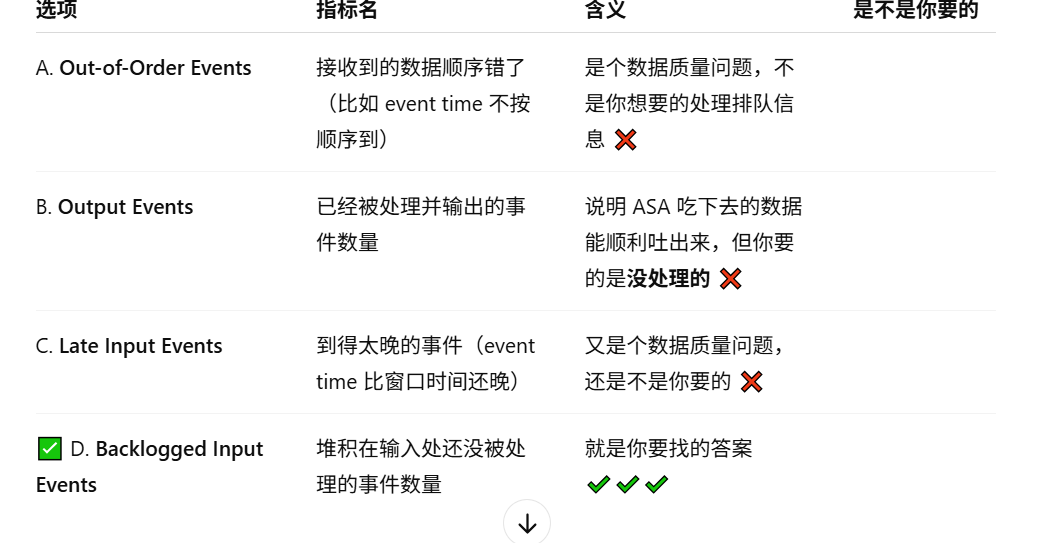 选项 指标名 含义 是不是你要的
A. Out-of-Order Events 接收到的数据顺序错了 是个数据质量问题，不
（比如 event time 不按 是你想要的处理排队信
顺序到） 息 ❌
B. Output Events 已经被处理并输出的事 说明 ASA 吃下去的数据
件数量 能顺利吐出来，但你要
的是没处理的 ❌
C. Late Input Events 到得太晚的事件（event 又是个数据质量问题，
time 比窗口时间还晚） 还是不是你要的 ❌
✅ D. Backlogged Input 堆积在输入处还没被处 就是你要找的答案
Events 理的事件数量 ✔✔✔